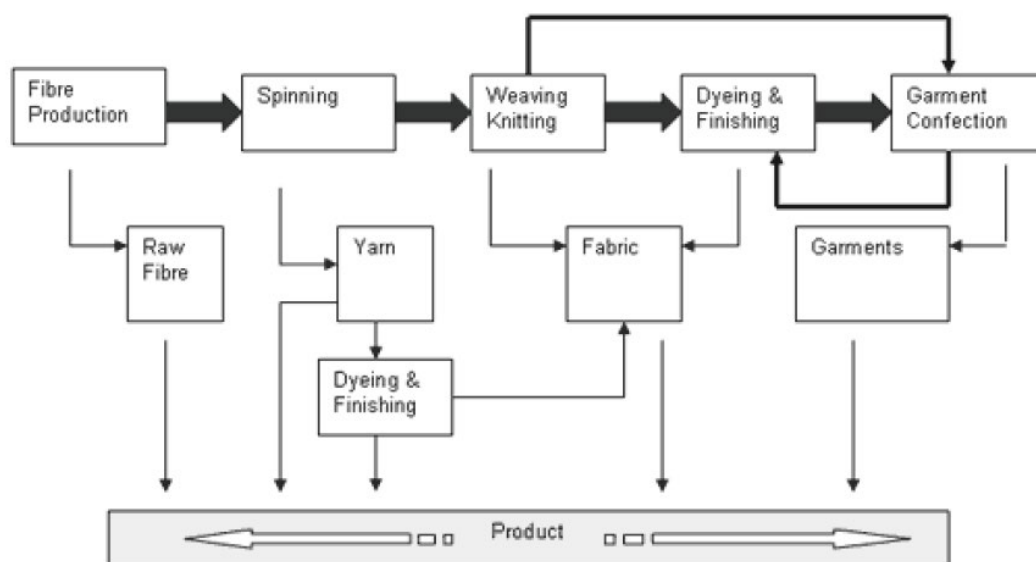 Fibre
Production
Spinning
Weaving
Knitting
Dyeing &
Finishing
Garment
Confection
Raw
Fibre
Yarn
Fabric
Garments
Dyeing &
Finishing
Product